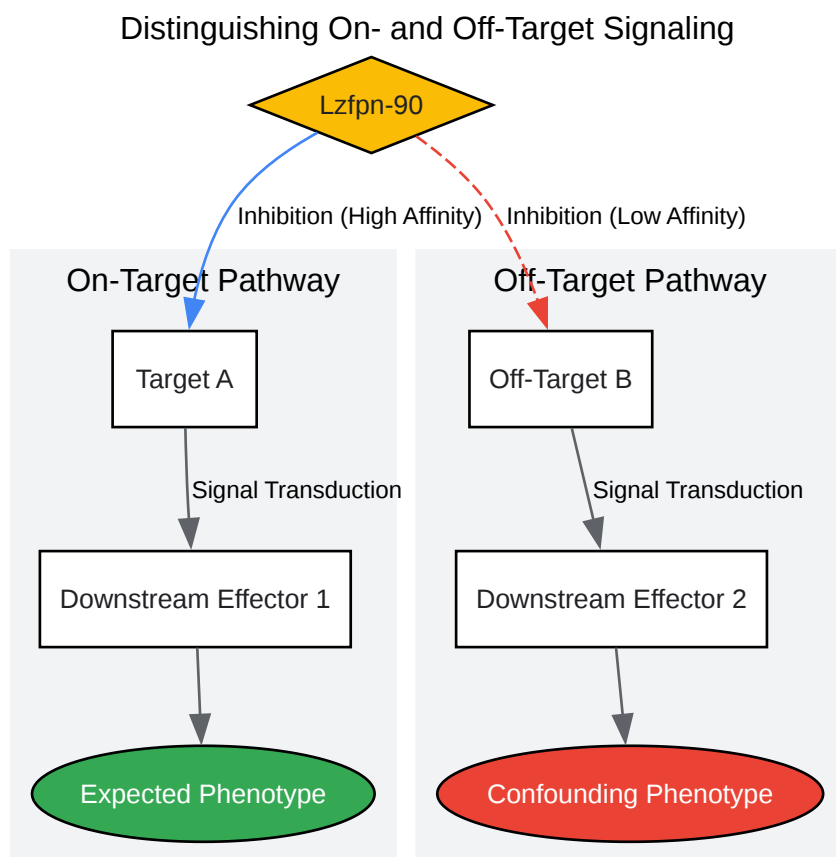 Distinguishing On- and Off-Target Signaling
Lzfpn-90
Inhibition (High Affinity)
Inhibition (Low Affinity)
On-Target Pathway
Off-Target Pathway
Target A
Off-Target B
Signal Transduction
Signal Transduction
Downstream Effector 1
Downstream Effector 2
Expected Phenotype
Confounding Phenotype